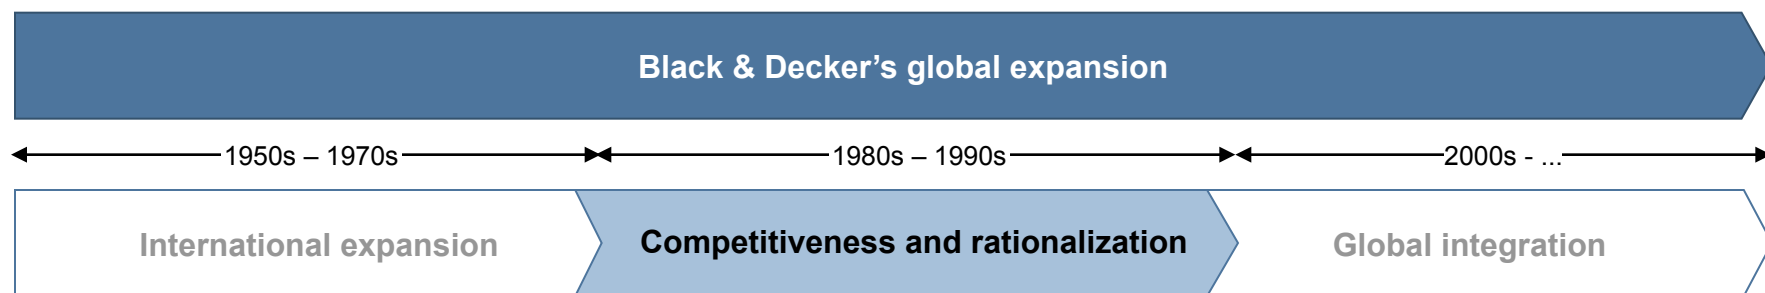 Black & Decker’s global expansion
1950s – 1970s
1980s – 1990s
2000s - ...
International expansion
Competitiveness and rationalization
Global integration